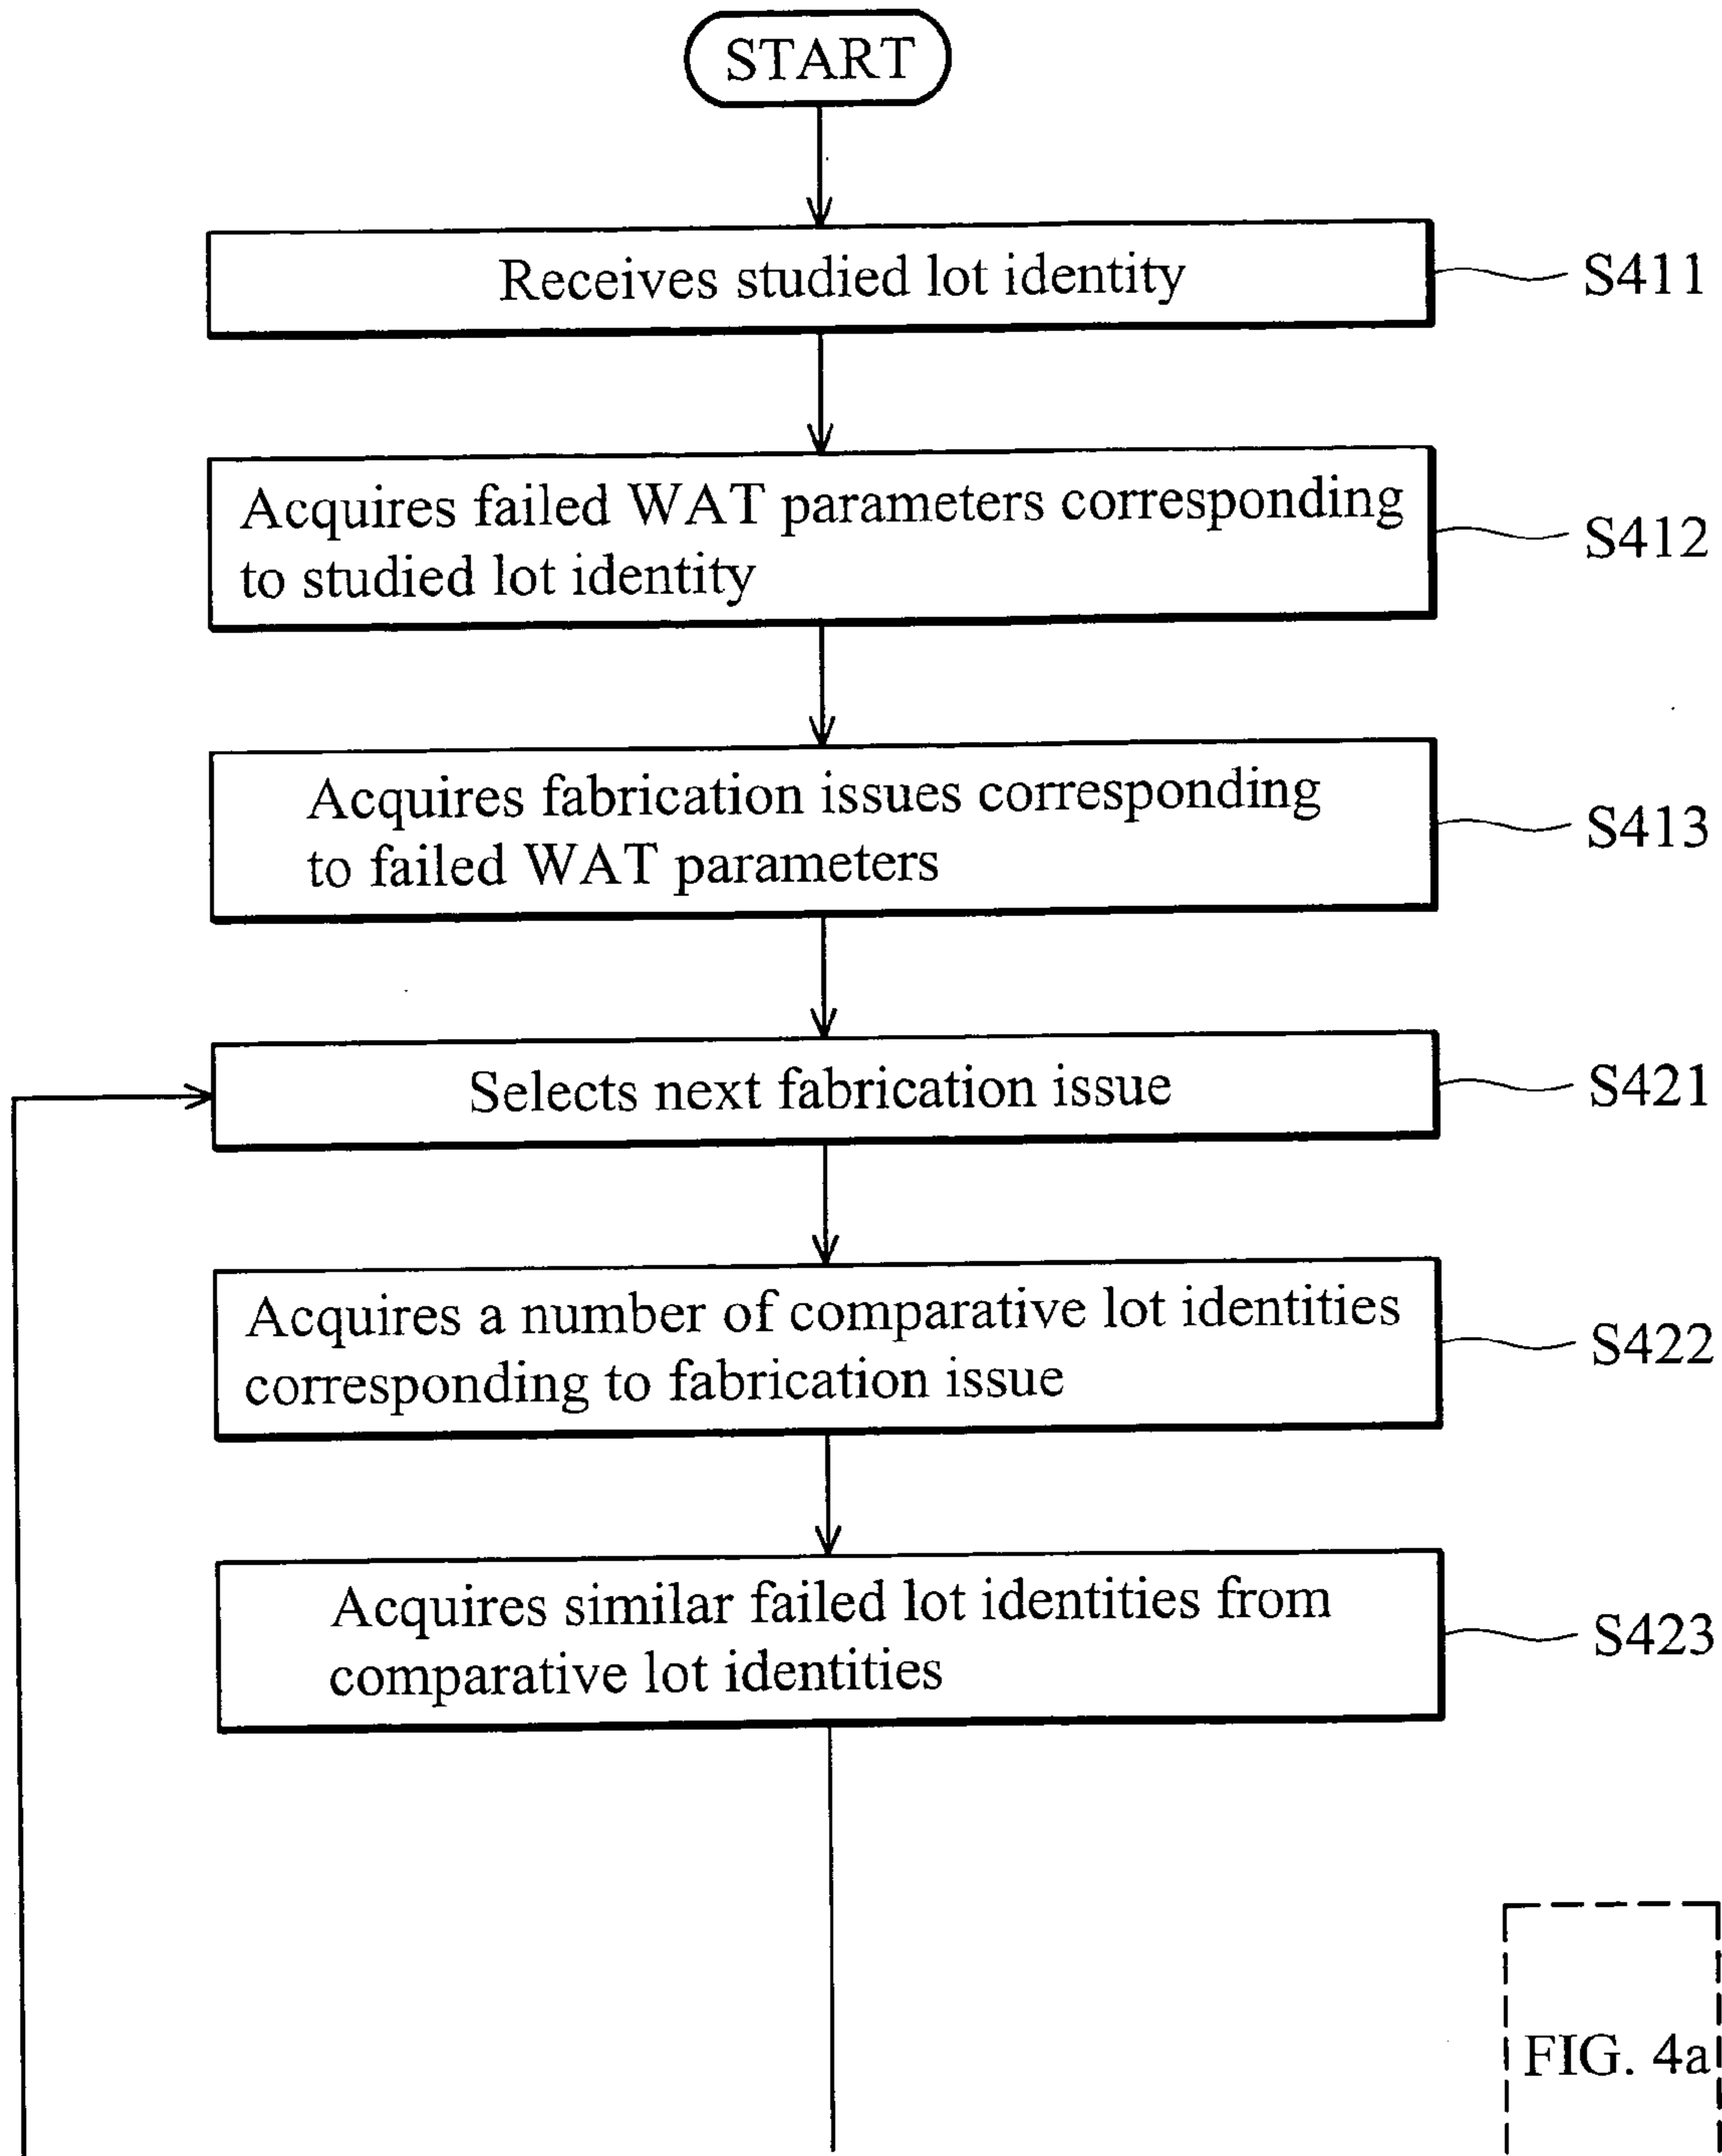 START
Receives studied lot identity
S411
Acquires failed WAT parameters corresponding
to studied lot identity
S412
Acquires fabrication issues corresponding
to failed WAT parameters
S413
Selects next fabrication issue
S421
Acquires a number of comparative lot identities
corresponding to fabrication issue
S422
Acquires similar failed lot identities from
comparative lot identities
S423
FIG. 4a